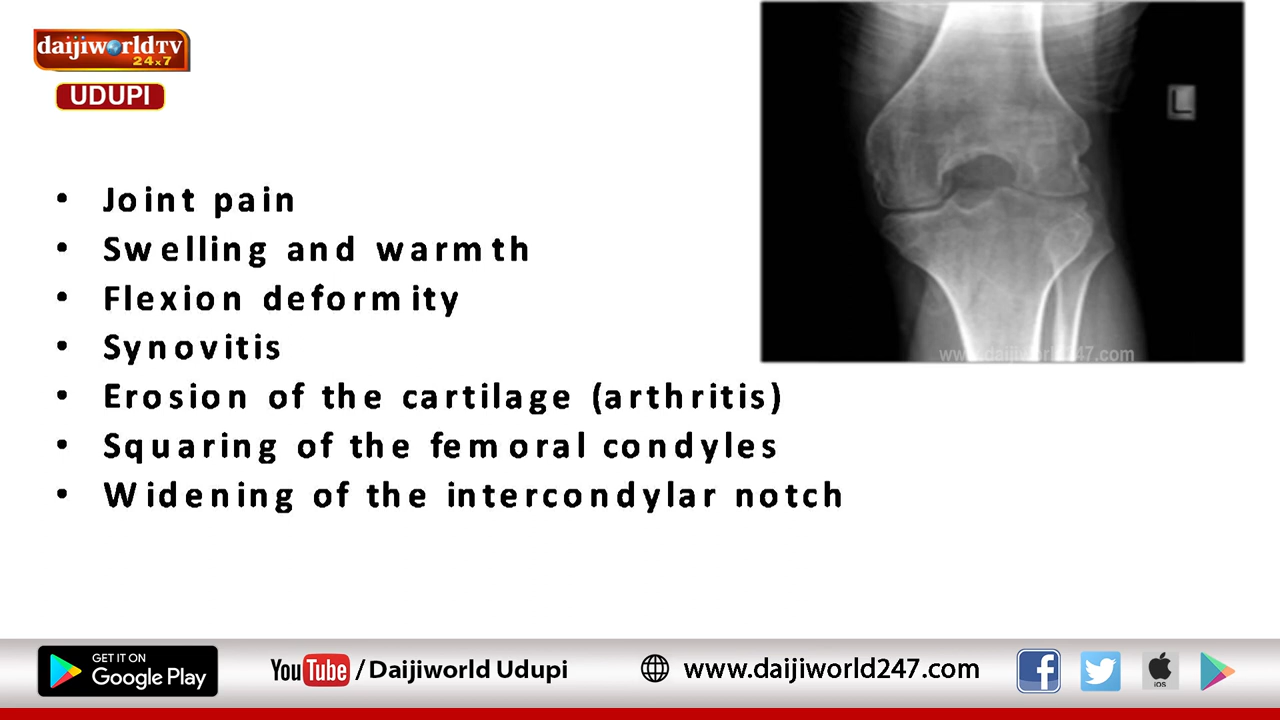 daijiworldTV
24x7
UDUPI
L
• Joint pain
• Swelling and warmth
• Flexion deformity
• Synovitis
• Erosion of the cartilage (arthritis)
• Squaring of the femoral condyles
• Widening of the intercondylar notch
www.daijiworld247.com
GET IT ON
Google Play
YouTube /Daijiworld Udupi
www.daijiworld247.com
f
iOS